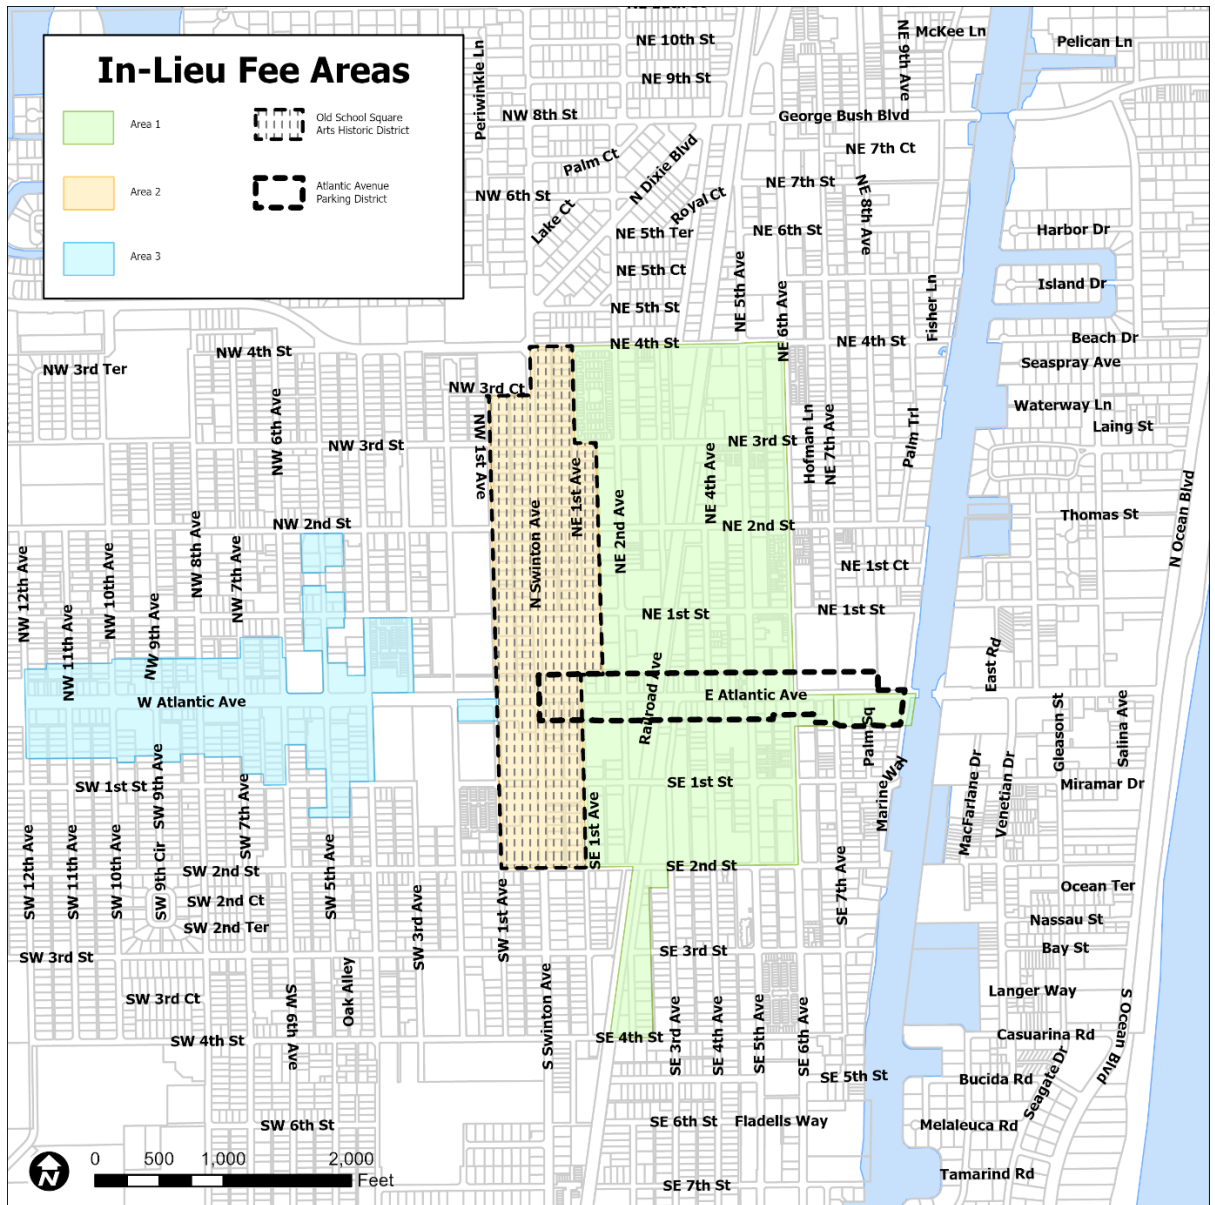 In-Lieu Fee Areas
Area 1
Area 2
Area 3
Old School Square
Arts Historic District
Atlantic Avenue
Parking District
NE 10th St
NE 9th St
McKee Ln
NE 9th Ave
Pelican Ln
Periwinkle Ln
NW 8th St
George Bush Blvd
NE 7th Ct
Palm Ct
N Dixie Blvd
NE 7th St
NE 8th Ave
NW 6th St
Royal Ct
Lake Ct
NE 5th Ter
NE 6th St
Harbor Dr
NE 5th Ct
NE 5th Ave
Island Dr
NE 5th St
NE 6th Ave
Fisher Ln
NW 4th St
NE 4th St
NE 4th St
Beach Dr
NW 3rd Ter
Seaspray Ave
NW 3rd Ct
NW 6th Ave
Waterway Ln
Laing St
NW 3rd St
NW 1st Ave
NE 3rd St
Hofman Ln
NE 7th Ave
Palm Trl
NE 1st Ave
NE 4th Ave
N Ocean Blvd
NW 2nd St
NE 2nd Ave
NE 2nd St
Thomas St
NW 12th Ave
NW 11th Ave
NW 10th Ave
NW 9th Ave
NW 8th Ave
NW 7th Ave
N Swinton Ave
NE 1st Ct
NE 1st St
NE 1st St
East Rd
W Atlantic Ave
Railroad Ave
E Atlantic Ave
Palm Sq
Gleason St
Salina Ave
SW 1st St
SW 9th Ave
SW 7th Ave
SE 1st St
SE 1st Ave
Marine Way
MacFarlane Dr
Venetian Dr
Miramar Dr
SW 12th Ave
SW 11th Ave
SW 10th Ave
SW 9th Cir
SW 2nd St
SW 5th Ave
SE 2nd St
SE 7th Ave
Ocean Ter
SW 2nd Ct
SW 2nd Ter
SW 3rd Ave
SW 1st Ave
Nassau St
SW 3rd St
SE 3rd St
Bay St
SW 3rd Ct
SW 6th Ave
Oak Alley
S Swinton Ave
Langer Way
SW 4th St
SE 4th St
SE 3rd Ave
SE 4th Ave
SE 5th Ave
SE 6th Ave
Casuarina Rd
S Ocean Blvd
SE 5th St
Bucida Rd
Seagate Dr
SW 6th St
SE 6th St
Fladells Way
Melaleuca Rd
Tamarind Rd
SE 7th St
N
0 500 1,000 2,000
Feet